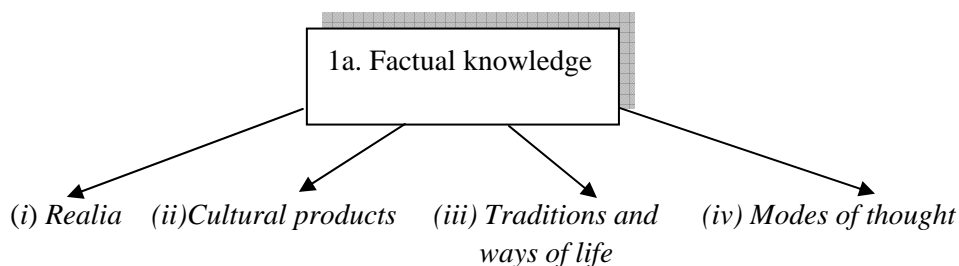 1a. Factual knowledge
(i) Realia
(ii)Cultural products
(iii) Traditions and
ways of life
(iv) Modes of thought